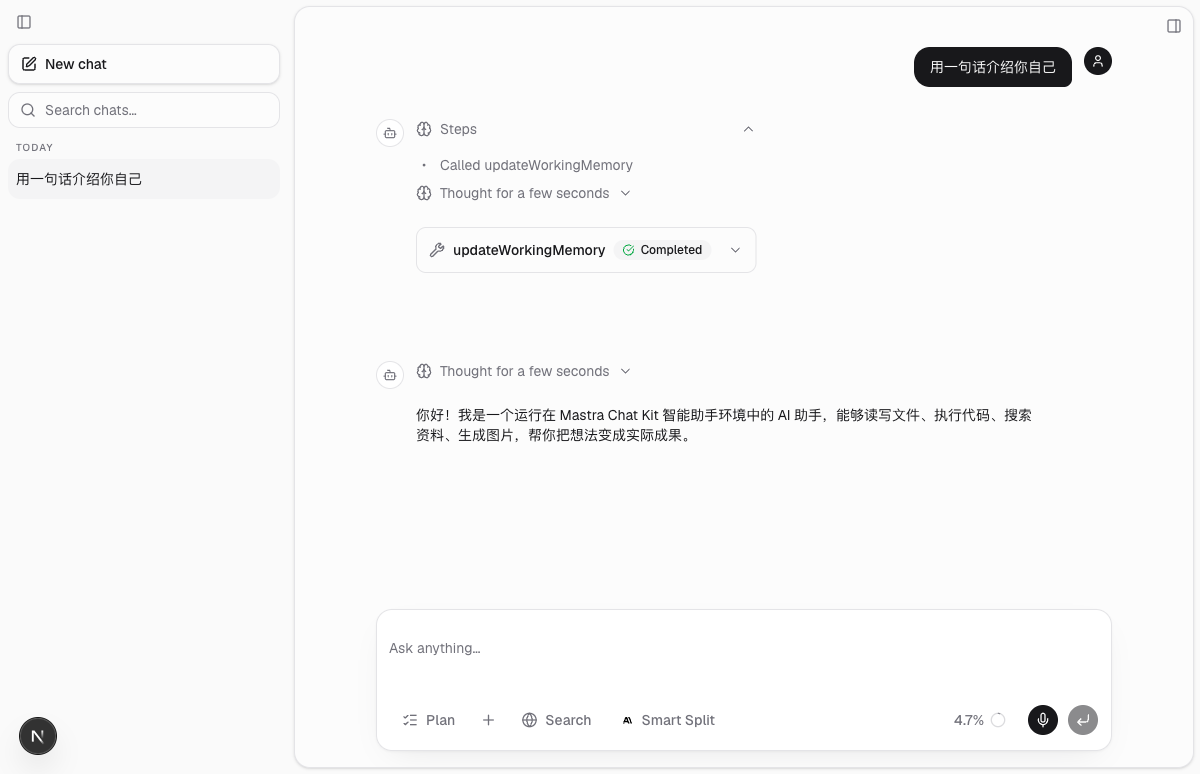 New chat
Search chats…
TODAY
用一句话介绍你自己
用一句话介绍你自己
Steps
Called updateWorkingMemory
Thought for a few seconds
updateWorkingMemory
Completed
Thought for a few seconds
你好！我是一个运行在 Mastra Chat Kit 智能助手环境中的 AI 助手，能够读写文件、执行代码、搜索
资料、生成图片，帮你把想法变成实际成果。
Ask anything…
Plan
Search
Smart Split
4.7%
N